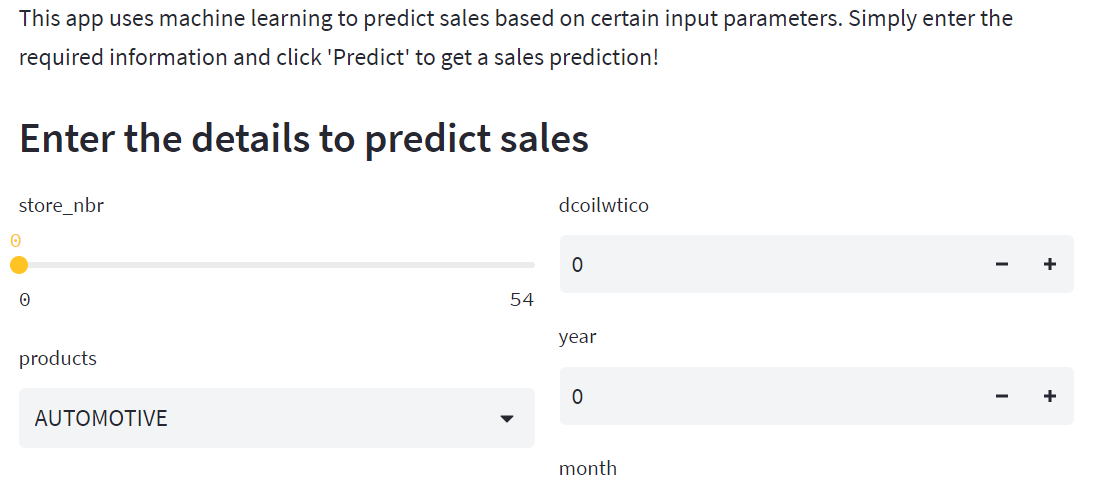 This app uses machine learning to predict sales based on certain input parameters. Simply enter the
required information and click 'Predict' to get a sales prediction!
Enter the details to predict sales
store_nbr
0
0 54
products
AUTOMOTIVE
dcoilwtico
0
year
0
month